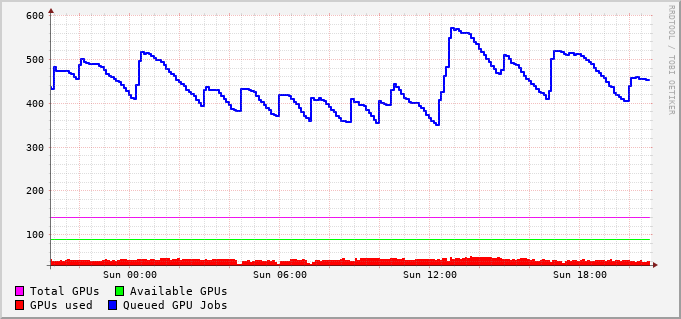 600
500
400
300
200
100
Sun 00:00 Sun 06:00 Sun 12:00 Sun 18:00
Total GPUs Available GPUs
GPUs used Queued GPU Jobs
RRDTOOL / TOBI OETIKER